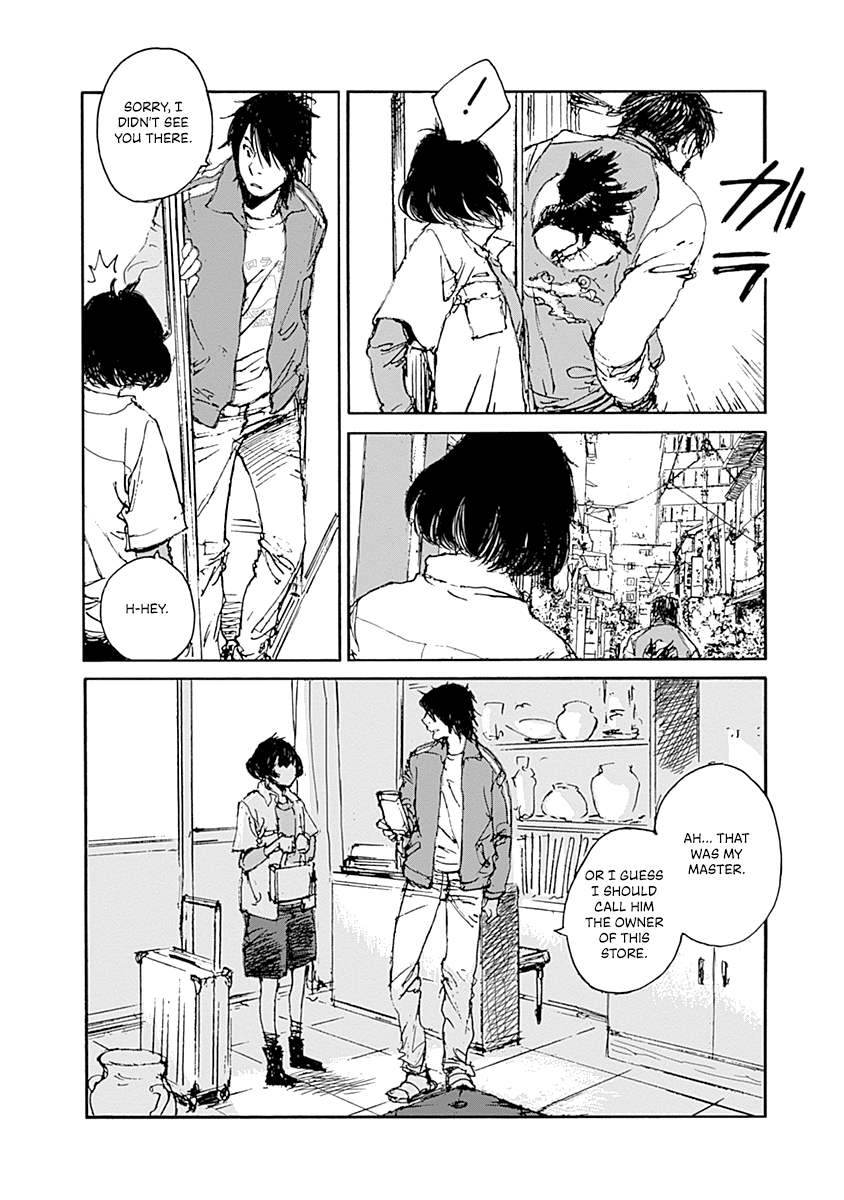 !
ガラ
SORRY, I
DIDN'T SEE
YOU THERE.
H-HEY.
AH... THAT
WAS MY
MASTER.
OR I GUESS
I SHOULD
CALL HIM
THE OWNER
OF THIS
STORE.